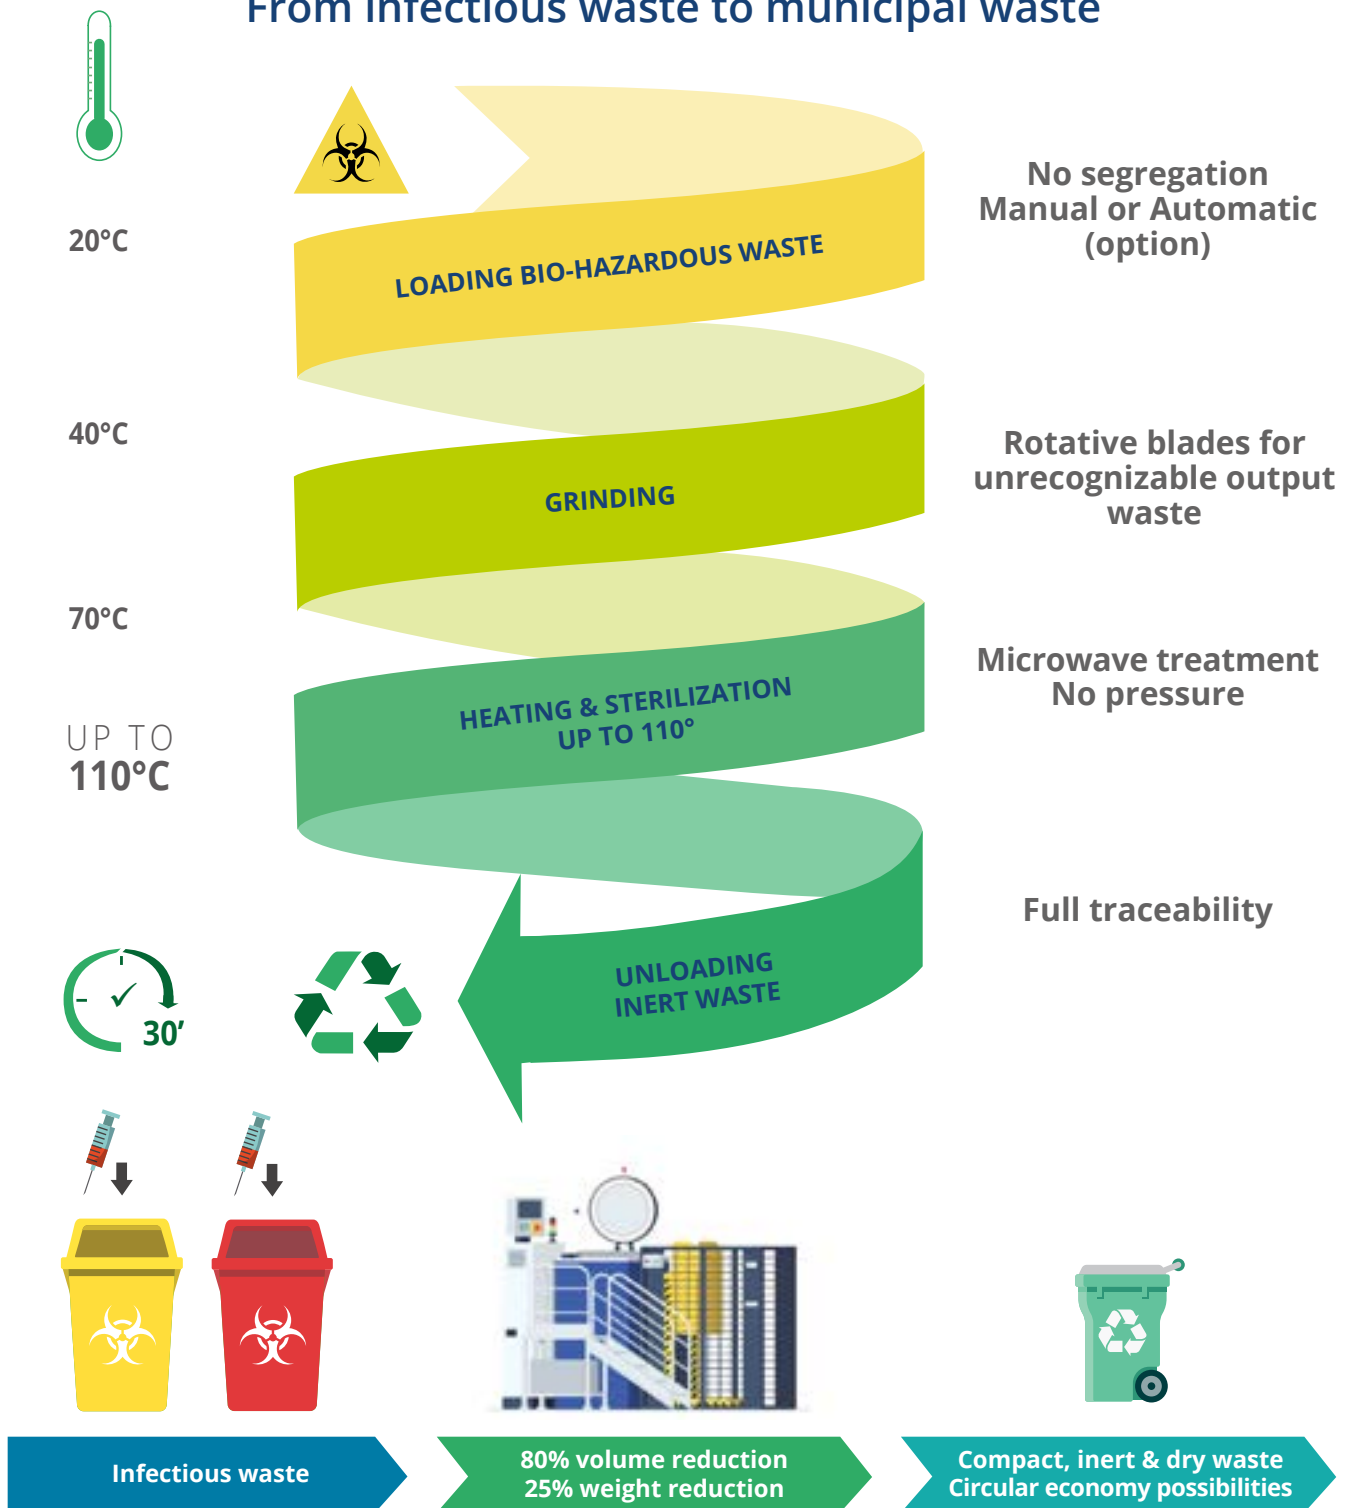 From infectious waste to municipal waste
20°C
LOADING BIO-HAZARDOUS WASTE
No segregation
Manual or Automatic
(option)
40°C
GRINDING
Rotative blades for
unrecognizable output
waste
70°C
HEATING & STERILIZATION
UP TO 110°
Microwave treatment
No pressure
UP TO
110°C
Full traceability
UNLOADING
INERT WASTE
30’
Infectious waste
80% volume reduction
25% weight reduction
Compact, inert & dry waste
Circular economy possibilities